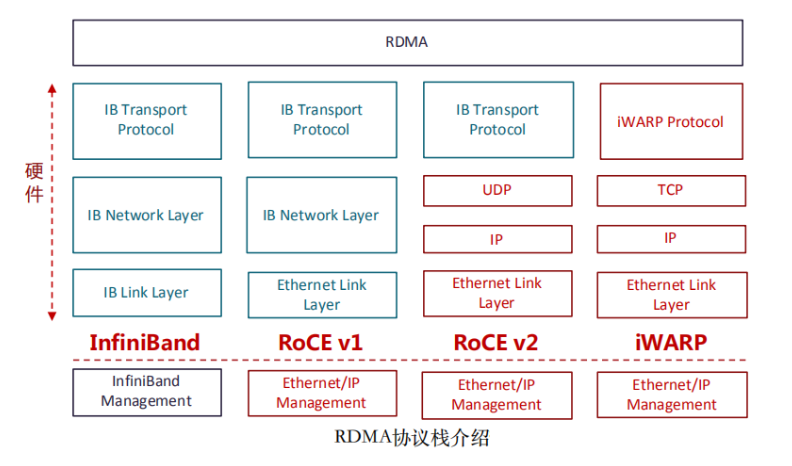 RDMA
IB Transport
Protocol
IB Transport
Protocol
IB Transport
Protocol
iWARP Protocol
硬
件
IB Network Layer
IB Network Layer
UDP
TCP
IP
IP
IB Link Layer
Ethernet Link
Layer
Ethernet Link
Layer
Ethernet Link
Layer
InfiniBand
RoCE v1
RoCE v2
iWARP
InfiniBand
Management
Ethernet/IP
Management
Ethernet/IP
Management
Ethernet/IP
Management
RDMA协议栈介绍